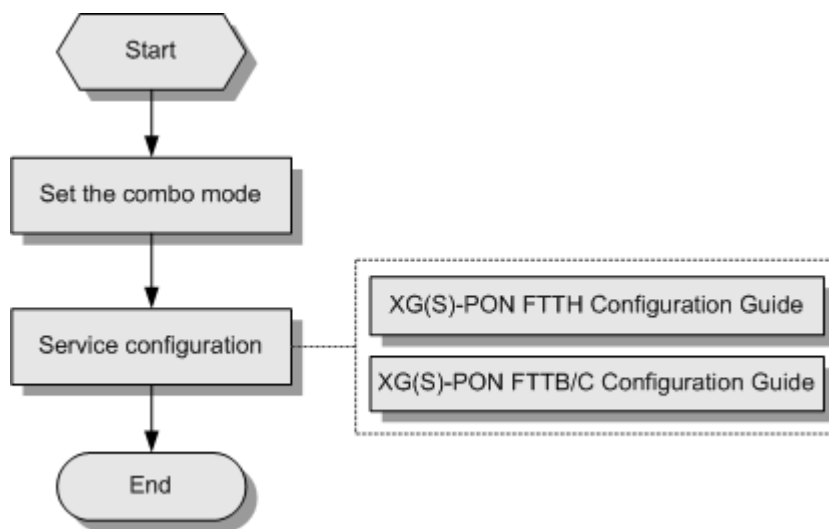 Start
Set the combo mode
Service configuration
XG(S)-PON FTTH Configuration Guide
XG(S)-PON FTTB/C Configuration Guide
End